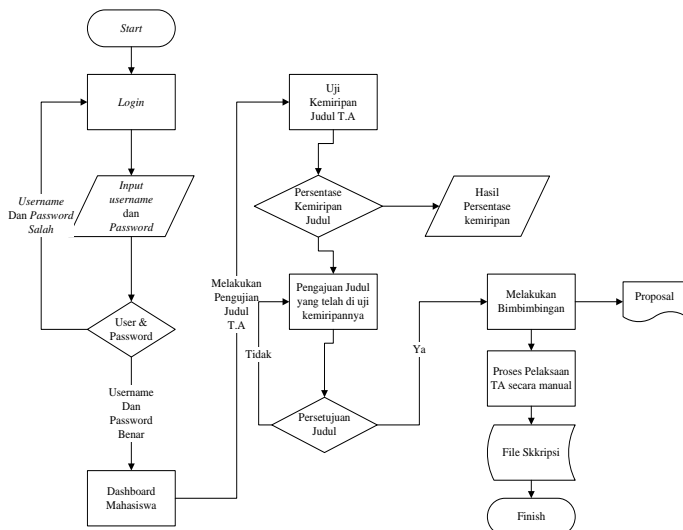 Start
Login
Input
username
dan
Password
Username
Dan Password
Salah
User &
Password
Username
Dan
Password
Benar
Dashboard
Mahasiswa
Melakukan
Pengujian
Judul
T.A
Uji
Kemiripan
Judul T.A
Persentase
Kemiripan
Judul
Hasil
Persentase
kemiripan
Pengajuan Judul
yang telah di uji
kemiripannya
Tidak
Persetujuan
Judul
Ya
Melakukan
Bimbimbingan
Proposal
Proses Pelaksaan
TA secara manual
File Skkripsi
Finish